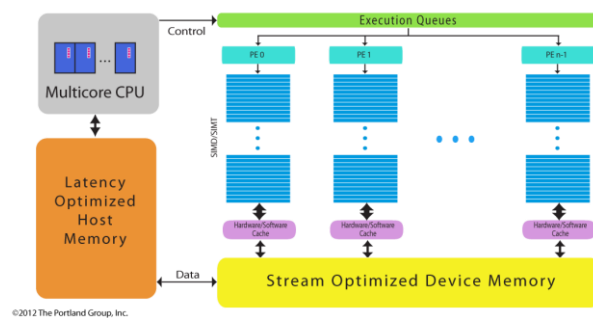 Execution Queues
Control
PE 0
PE 1
PE n-1
Multicore CPU
SIMD/SIMT
Latency
Optimized
Host
Memory
Hardware/Software
Cache
Hardware/Software
Cache
Hardware/Software
Cache
Data
Stream Optimized Device Memory
©2012 The Portland Group, Inc.